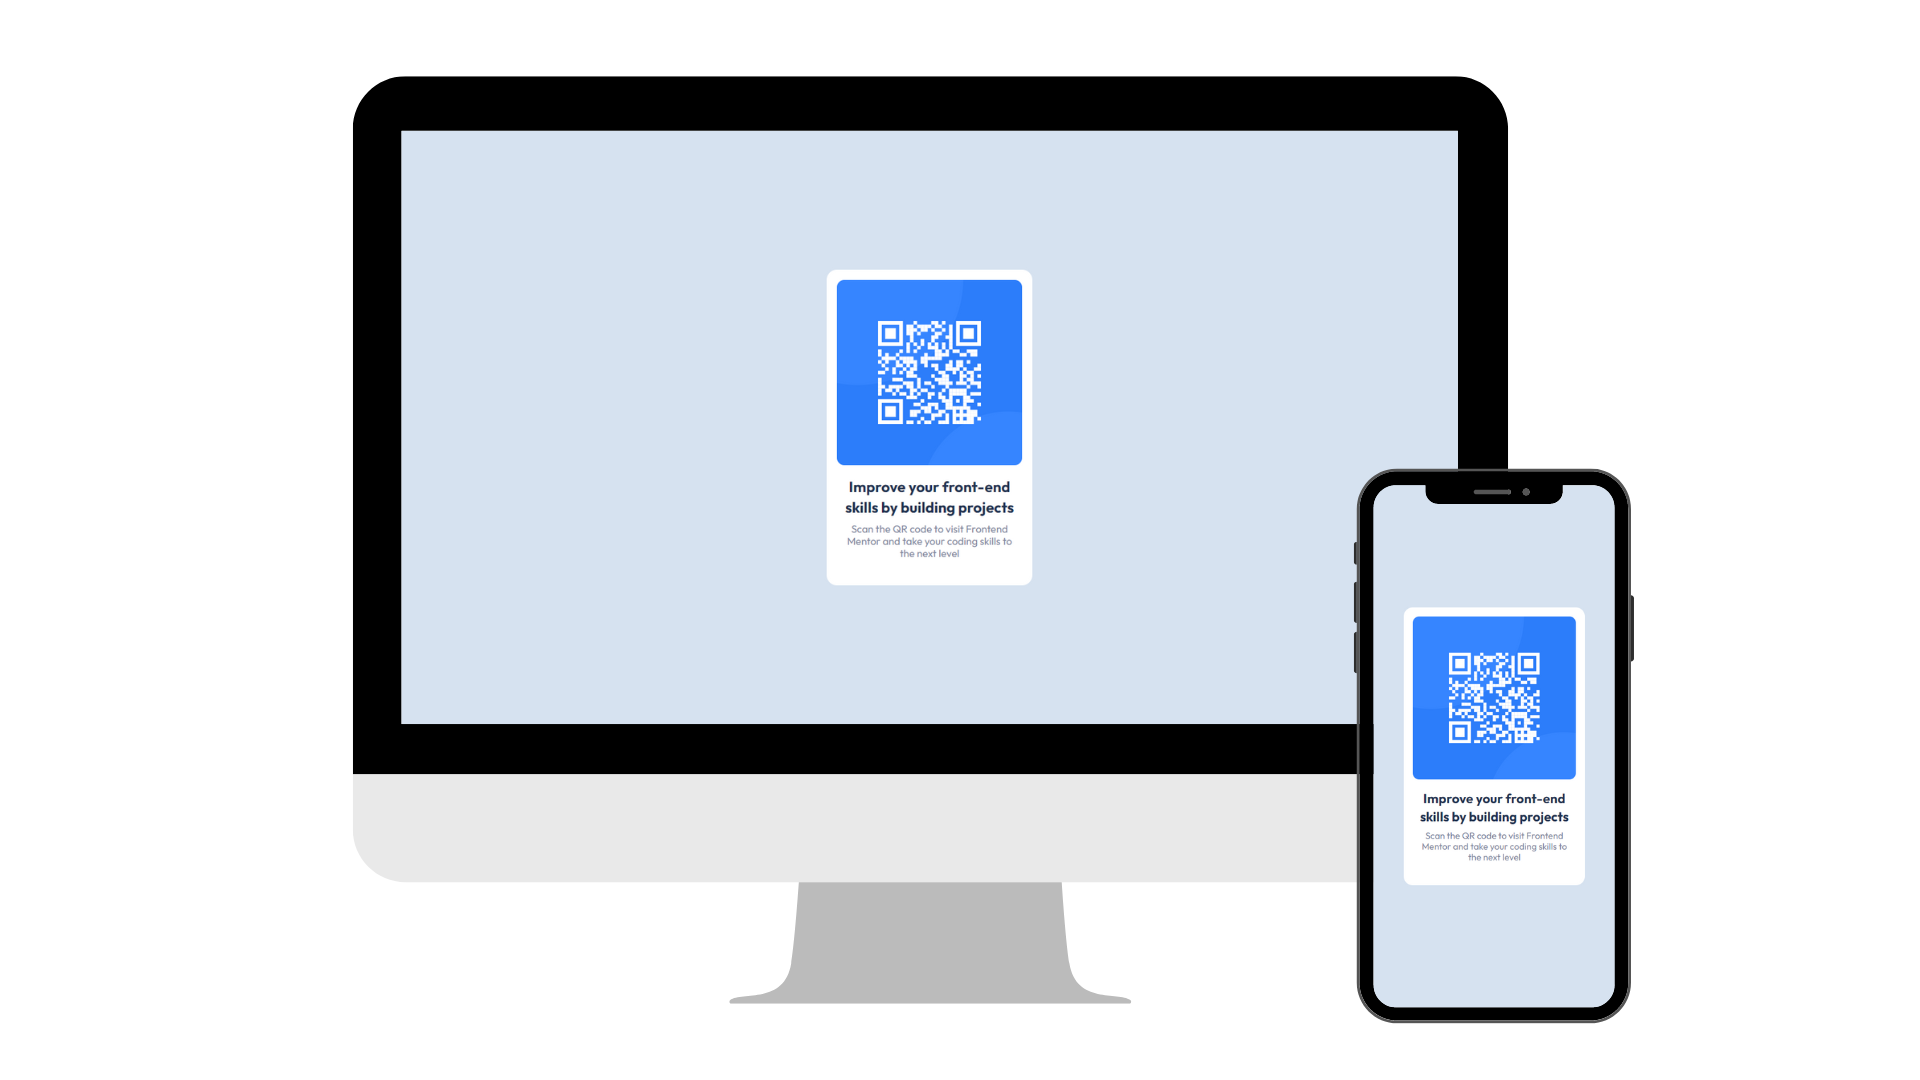 Improve your front-end
skills by building projects
Scan the QR code to visit Frontend
Mentor and take your coding skills to
the next level
Improve your front-end
skills by building projects
Scan the QR code to visit Frontend
Mentor and take your coding skills to
the next level